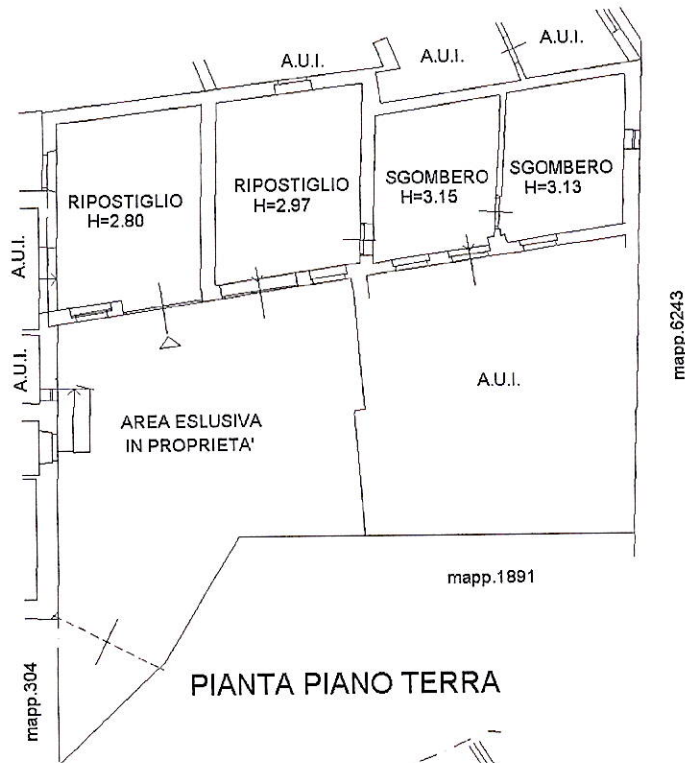 A.U.I.
A.U.I.
A.U.I.
RIPOSTIGLIO
H=2.80
RIPOSTIGLIO
H=2.97
SGOMBERO
H=3.15
SGOMBERO
H=3.13
A.U.I.
A.U.I.
A.U.I.
mapp.6243
AREA ESLUSIVA
IN PROPRIETA'
mapp.1891
mapp.304
PIANTA PIANO TERRA